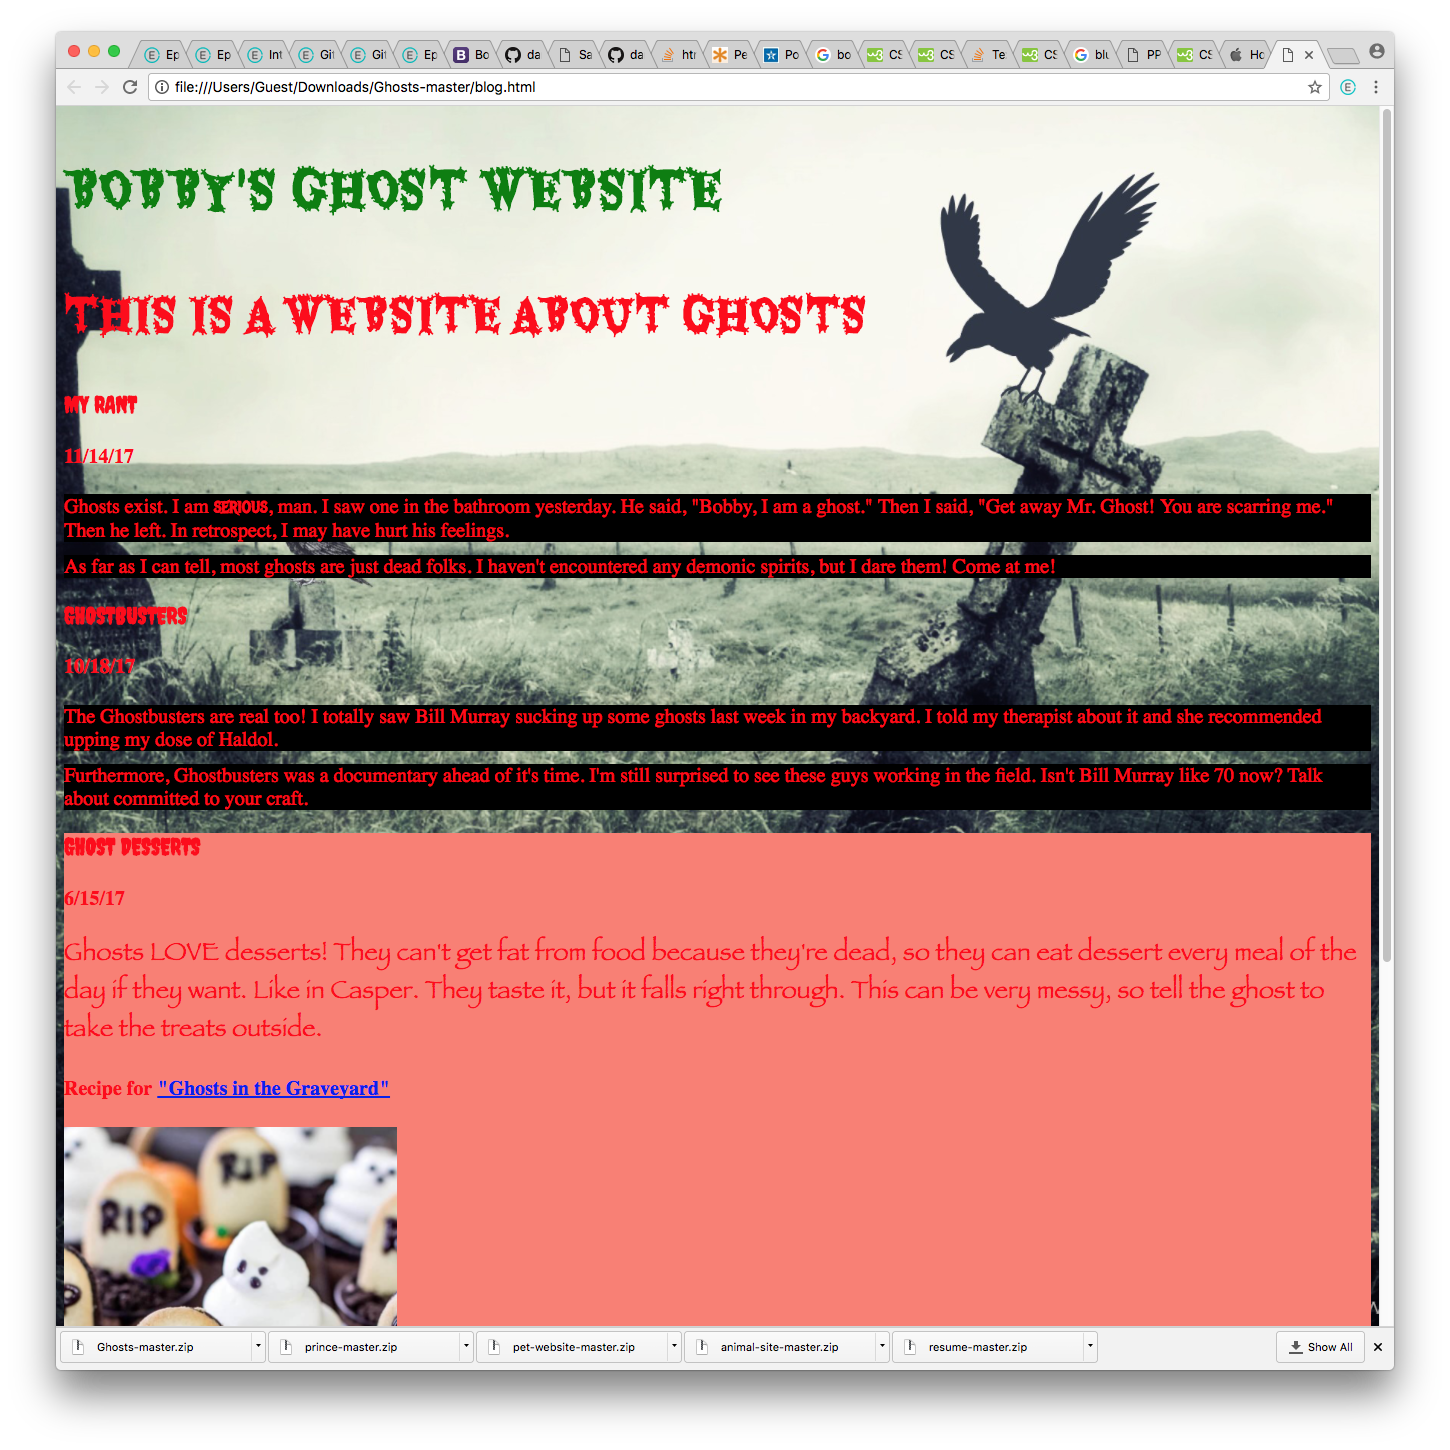 Ep
Ep
Int
Git
Git
Ep
Bo
da
Sa
da
htr
Pe
Po
bo
CS
CS
Te
CS
blu
PP
CS
Ho
file:///Users/Guest/Downloads/Ghosts-master/blog.html
BOBBY'S GHOST WEBSITE
THIS IS A WEBSITE ABOUT GHOSTS
MY RANT
11/14/17
Ghosts exist. I am SERIOUS, man. I saw one in the bathroom yesterday. He said, "Bobby, I am a ghost." Then I said, "Get away Mr. Ghost! You are scarring me."
Then he left. In retrospect, I may have hurt his feelings.
As far as I can tell, most ghosts are just dead folks. I haven't encountered any demonic spirits, but I dare them! Come at me!
GHOSTBUSTERS
10/18/17
The Ghostbusters are real too! I totally saw Bill Murray sucking up some ghosts last week in my backyard. I told my therapist about it and she recommended
upping my dose of Haldol.
Furthermore, Ghostbusters was a documentary ahead of it's time. I'm still surprised to see these guys working in the field. Isn't Bill Murray like 70 now? Talk
about committed to your craft.
GHOST DESSERTS
6/15/17
Ghosts LOVE desserts! They can't get fat from food because they're dead, so they can eat dessert every meal of the
day if they want. Like in Casper. They taste it, but it falls right through. This can be very messy, so tell the ghost to
take the treats outside.
Recipe for "Ghosts in the Graveyard"
RIP
RIP
Ghosts-master.zip
prince-master.zip
pet-website-master.zip
animal-site-master.zip
resume-master.zip
Show All